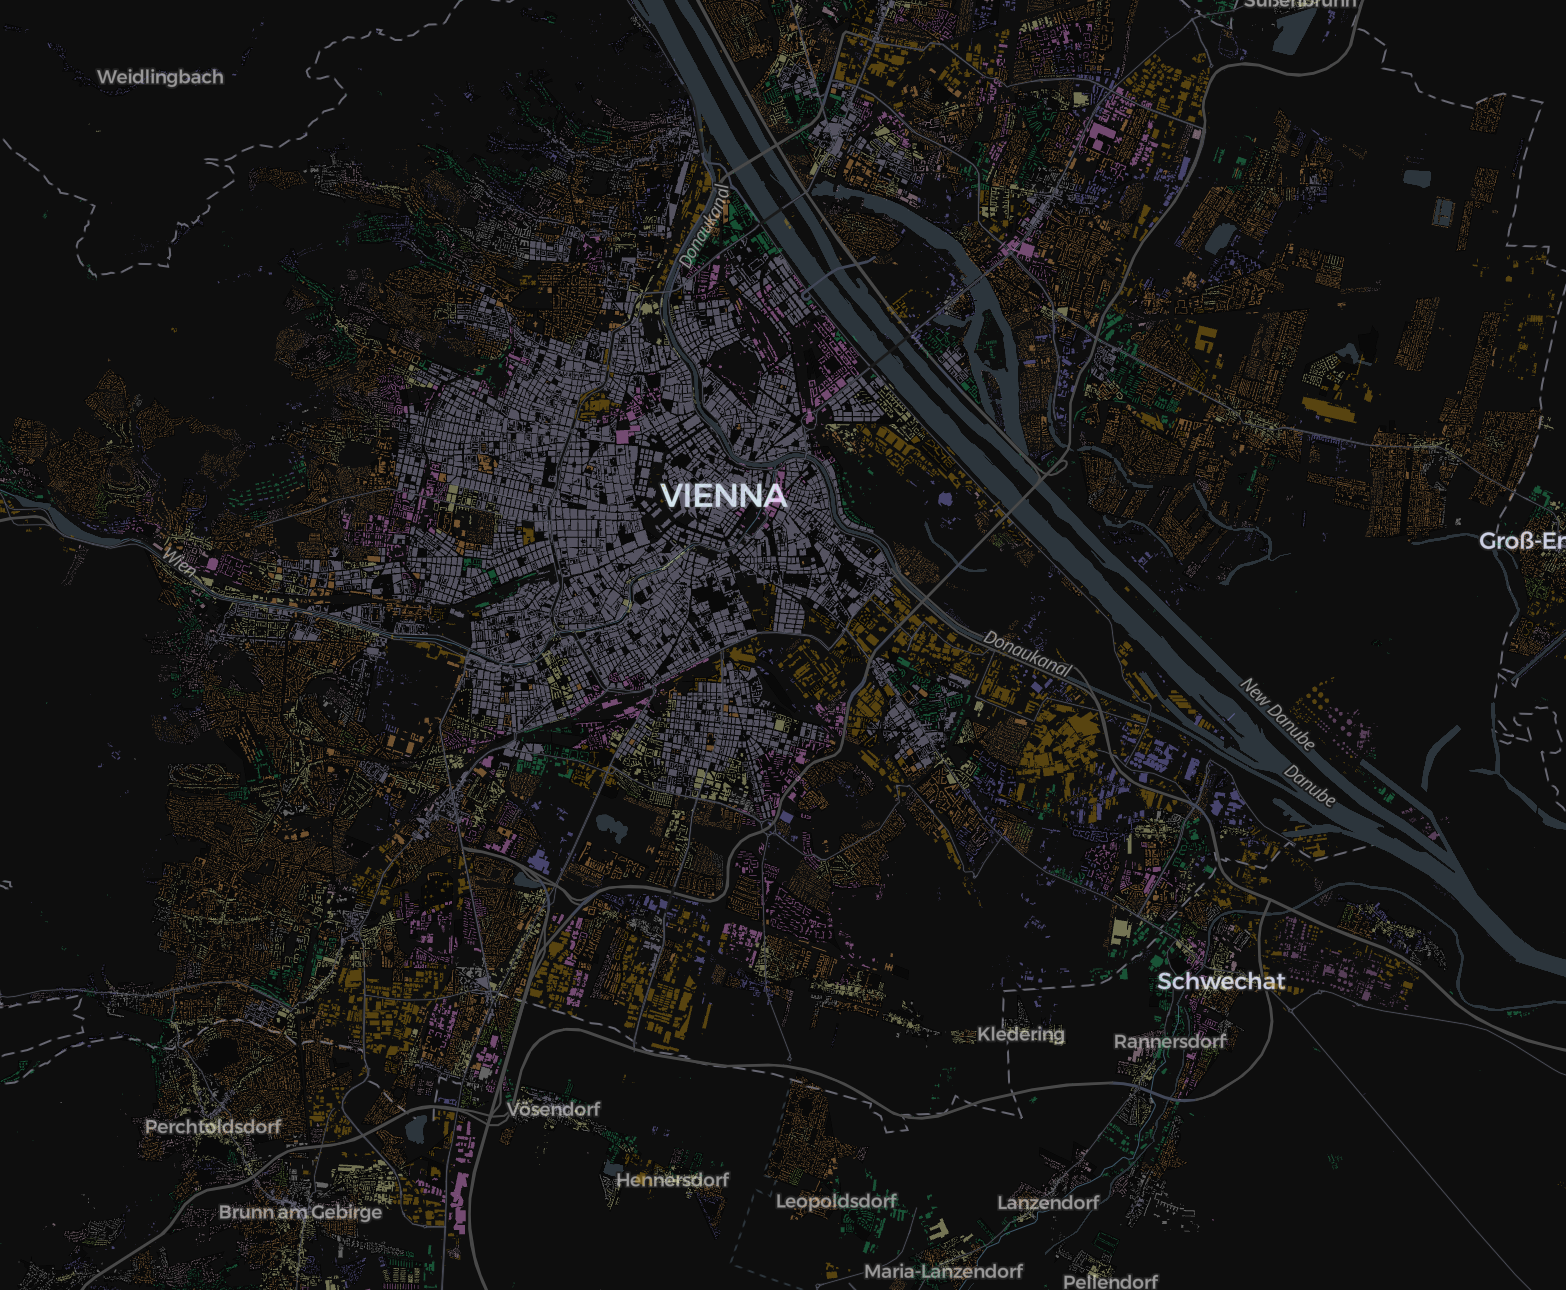 Süßenbrunn
Weidlingbach
Donaukanal
VIENNA
Groß-En
Wien
Donaukanal
New Danube
Danube
Schwechat
Kledering
Rannersdorf
Vösendorf
Perchtoldsdorf
Hennersdorf
Leopoldsdorf
Lanzendorf
Brunn am Gebirge
Maria-Lanzendorf
Pellendorf